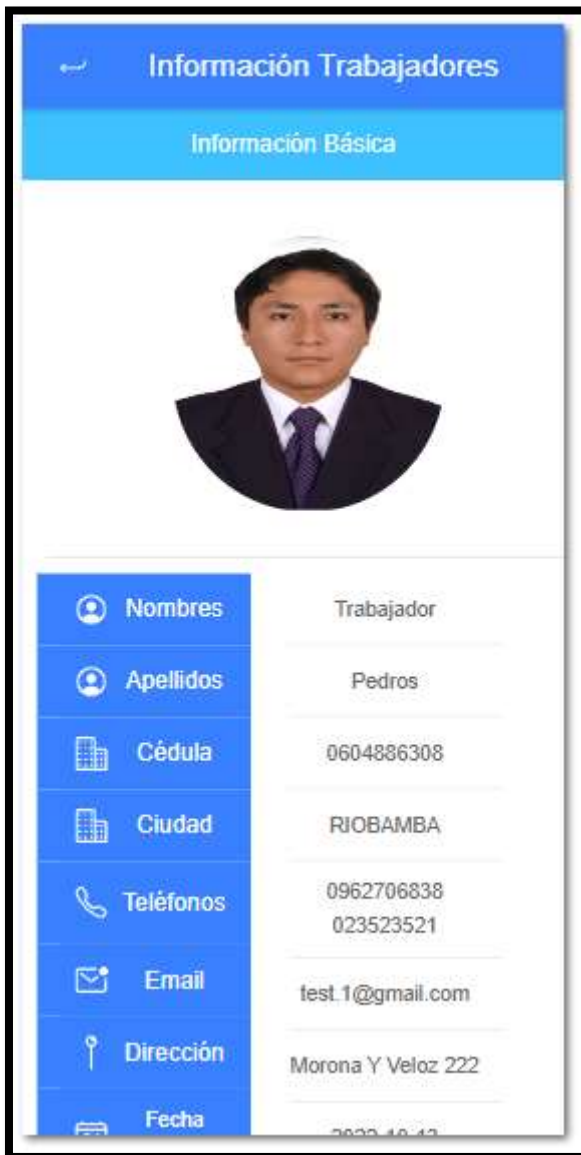 Información Trabajadores
Información Básica
Nombres Trabajador
Apellidos Pedros
Cédula 0604886308
Ciudad RIOBAMBA
Teléfonos 0962706838
023523521
Email test.1@gmail.com
Dirección Morona Y Veloz 222
Fecha